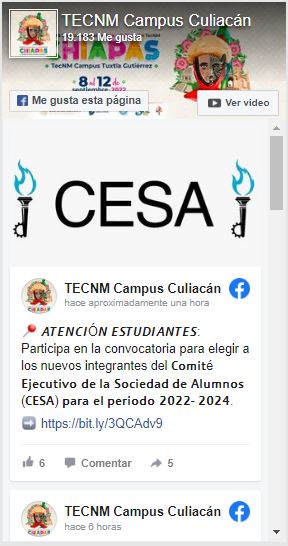 TECNM Campus Culiacán
19.183 Me gusta
CHIAPAS
TecNM Campus Tuxtla Gutiérrez
8 al 12
de
septiembre-2022
Me gusta esta página
Ver video
CESA
TECNM Campus Culiacán
hace aproximadamente una hora
📍 ATENCIÓN ESTUDIANTES:
Participa en la convocatoria para elegir a
los nuevos integrantes del Comité
Ejecutivo de la Sociedad de Alumnos
(CESA) para el periodo 2022- 2024.
➡️ https://bit.ly/3QCAdv9
6 Comentar 5
TECNM Campus Culiacán
hace 6 horas